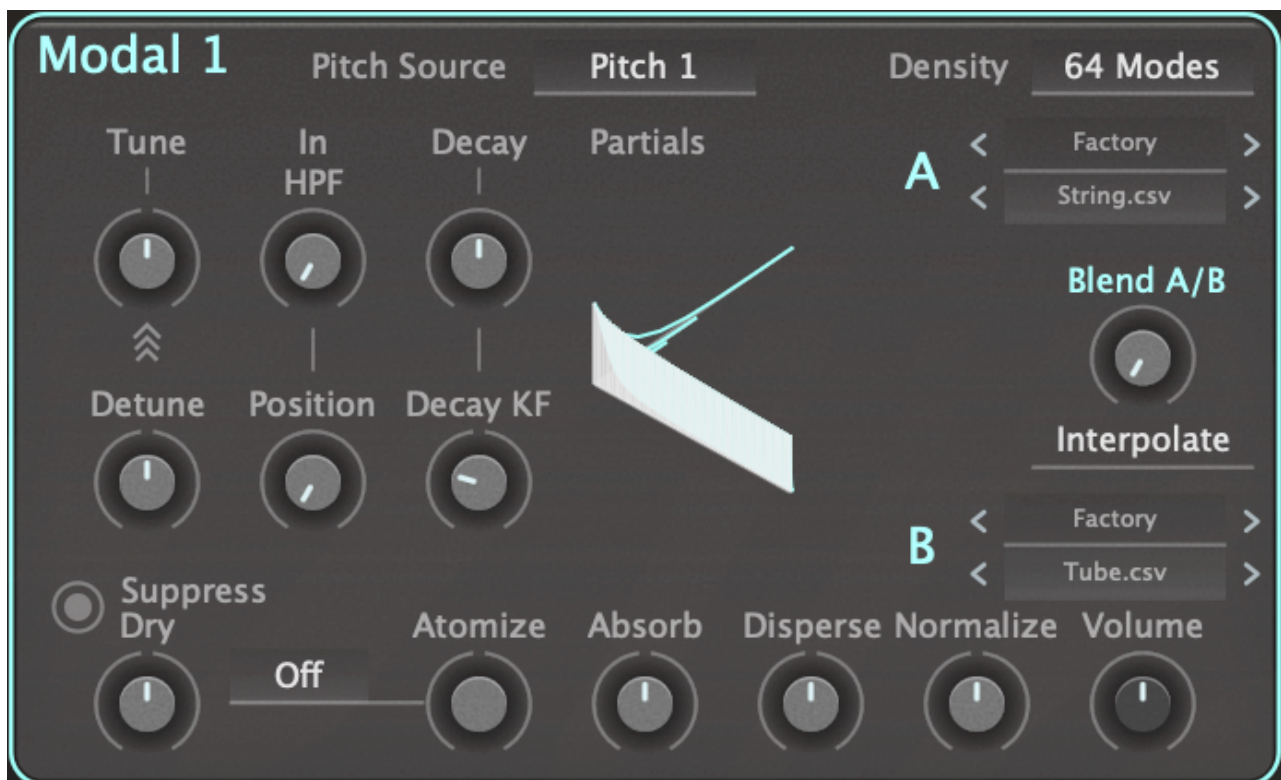 Modal 1
Pitch Source
Pitch 1
Density
64 Modes
Tune
In
HPF
Decay
Partials
A
<
Factory
>
<
String.csv
>
Blend A/B
Detune
Position
Decay KF
Interpolate
B
<
Factory
>
<
Tube.csv
>
Suppress
Dry
Off
Atomize
Absorb
Disperse
Normalize
Volume